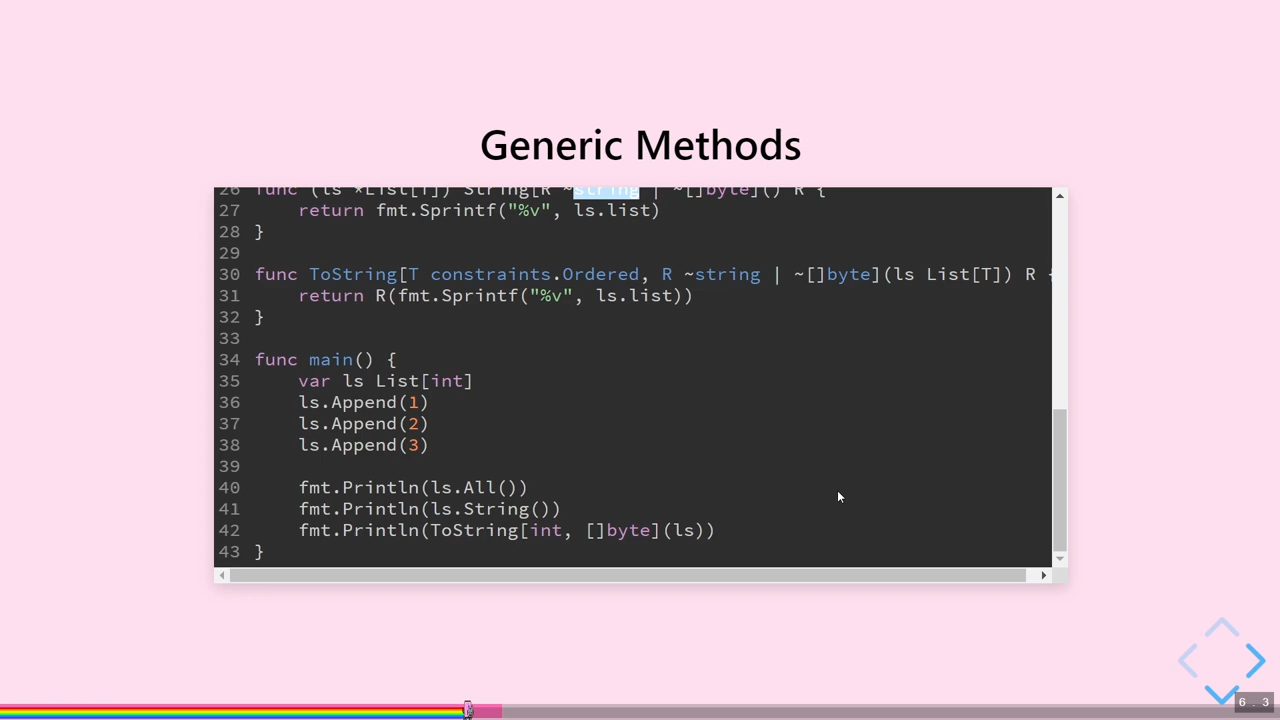 Generic Methods
26 func (ls *List[T]) String[R ~string | ~[]byte]() R {
27     return fmt.Sprintf("%v", ls.list)
28 }
29
30 func ToString[T constraints.Ordered, R ~string | ~[]byte](ls List[T]) R {
31     return R(fmt.Sprintf("%v", ls.list))
32 }
33
34 func main() {
35     var ls List[int]
36     ls.Append(1)
37     ls.Append(2)
38     ls.Append(3)
39
40     fmt.Println(ls.All())
41     fmt.Println(ls.String())
42     fmt.Println(ToString[int, []byte](ls))
43 }
6 . 3